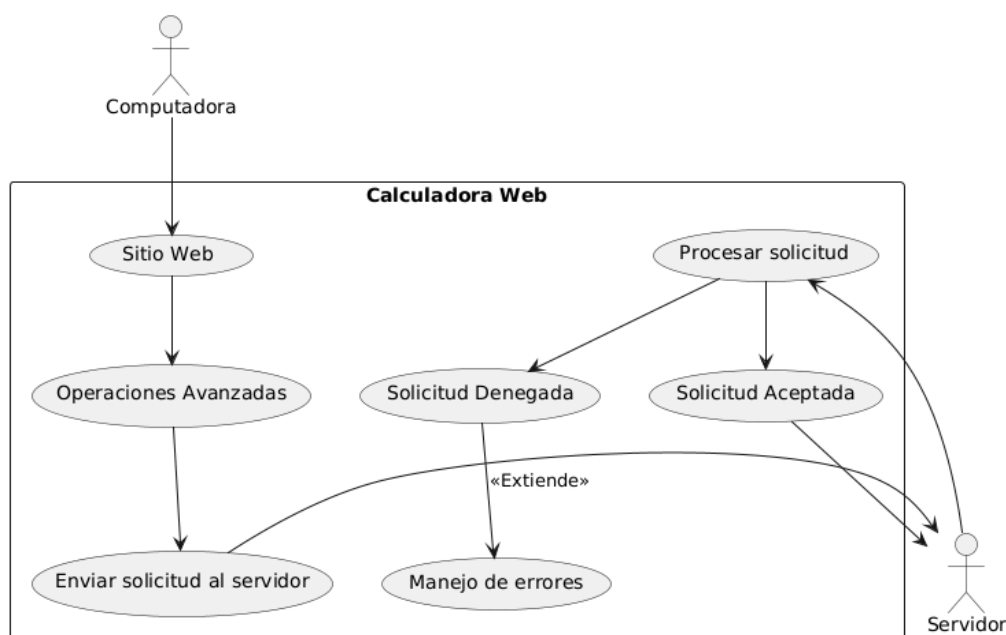 Computadora
Calculadora Web
Sitio Web
Procesar solicitud
Operaciones Avanzadas
Solicitud Denegada
Solicitud Aceptada
«Extiende»
Enviar solicitud al servidor
Manejo de errores
Servidor